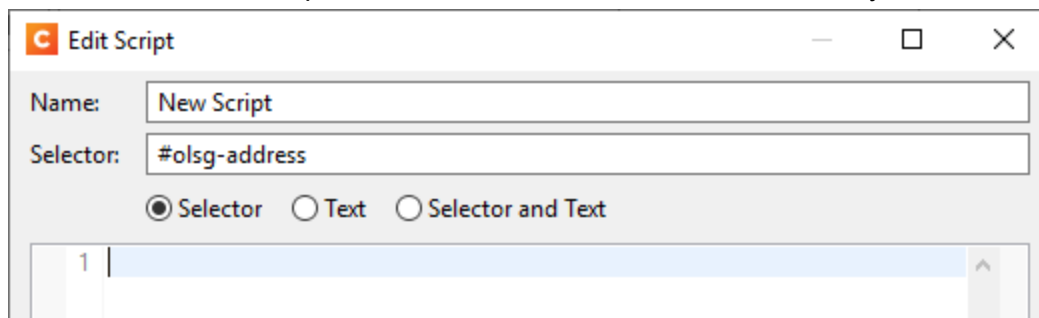 C Edit Script
Name: New Script
Selector: #olsg-address
Selector Text Selector and Text
1